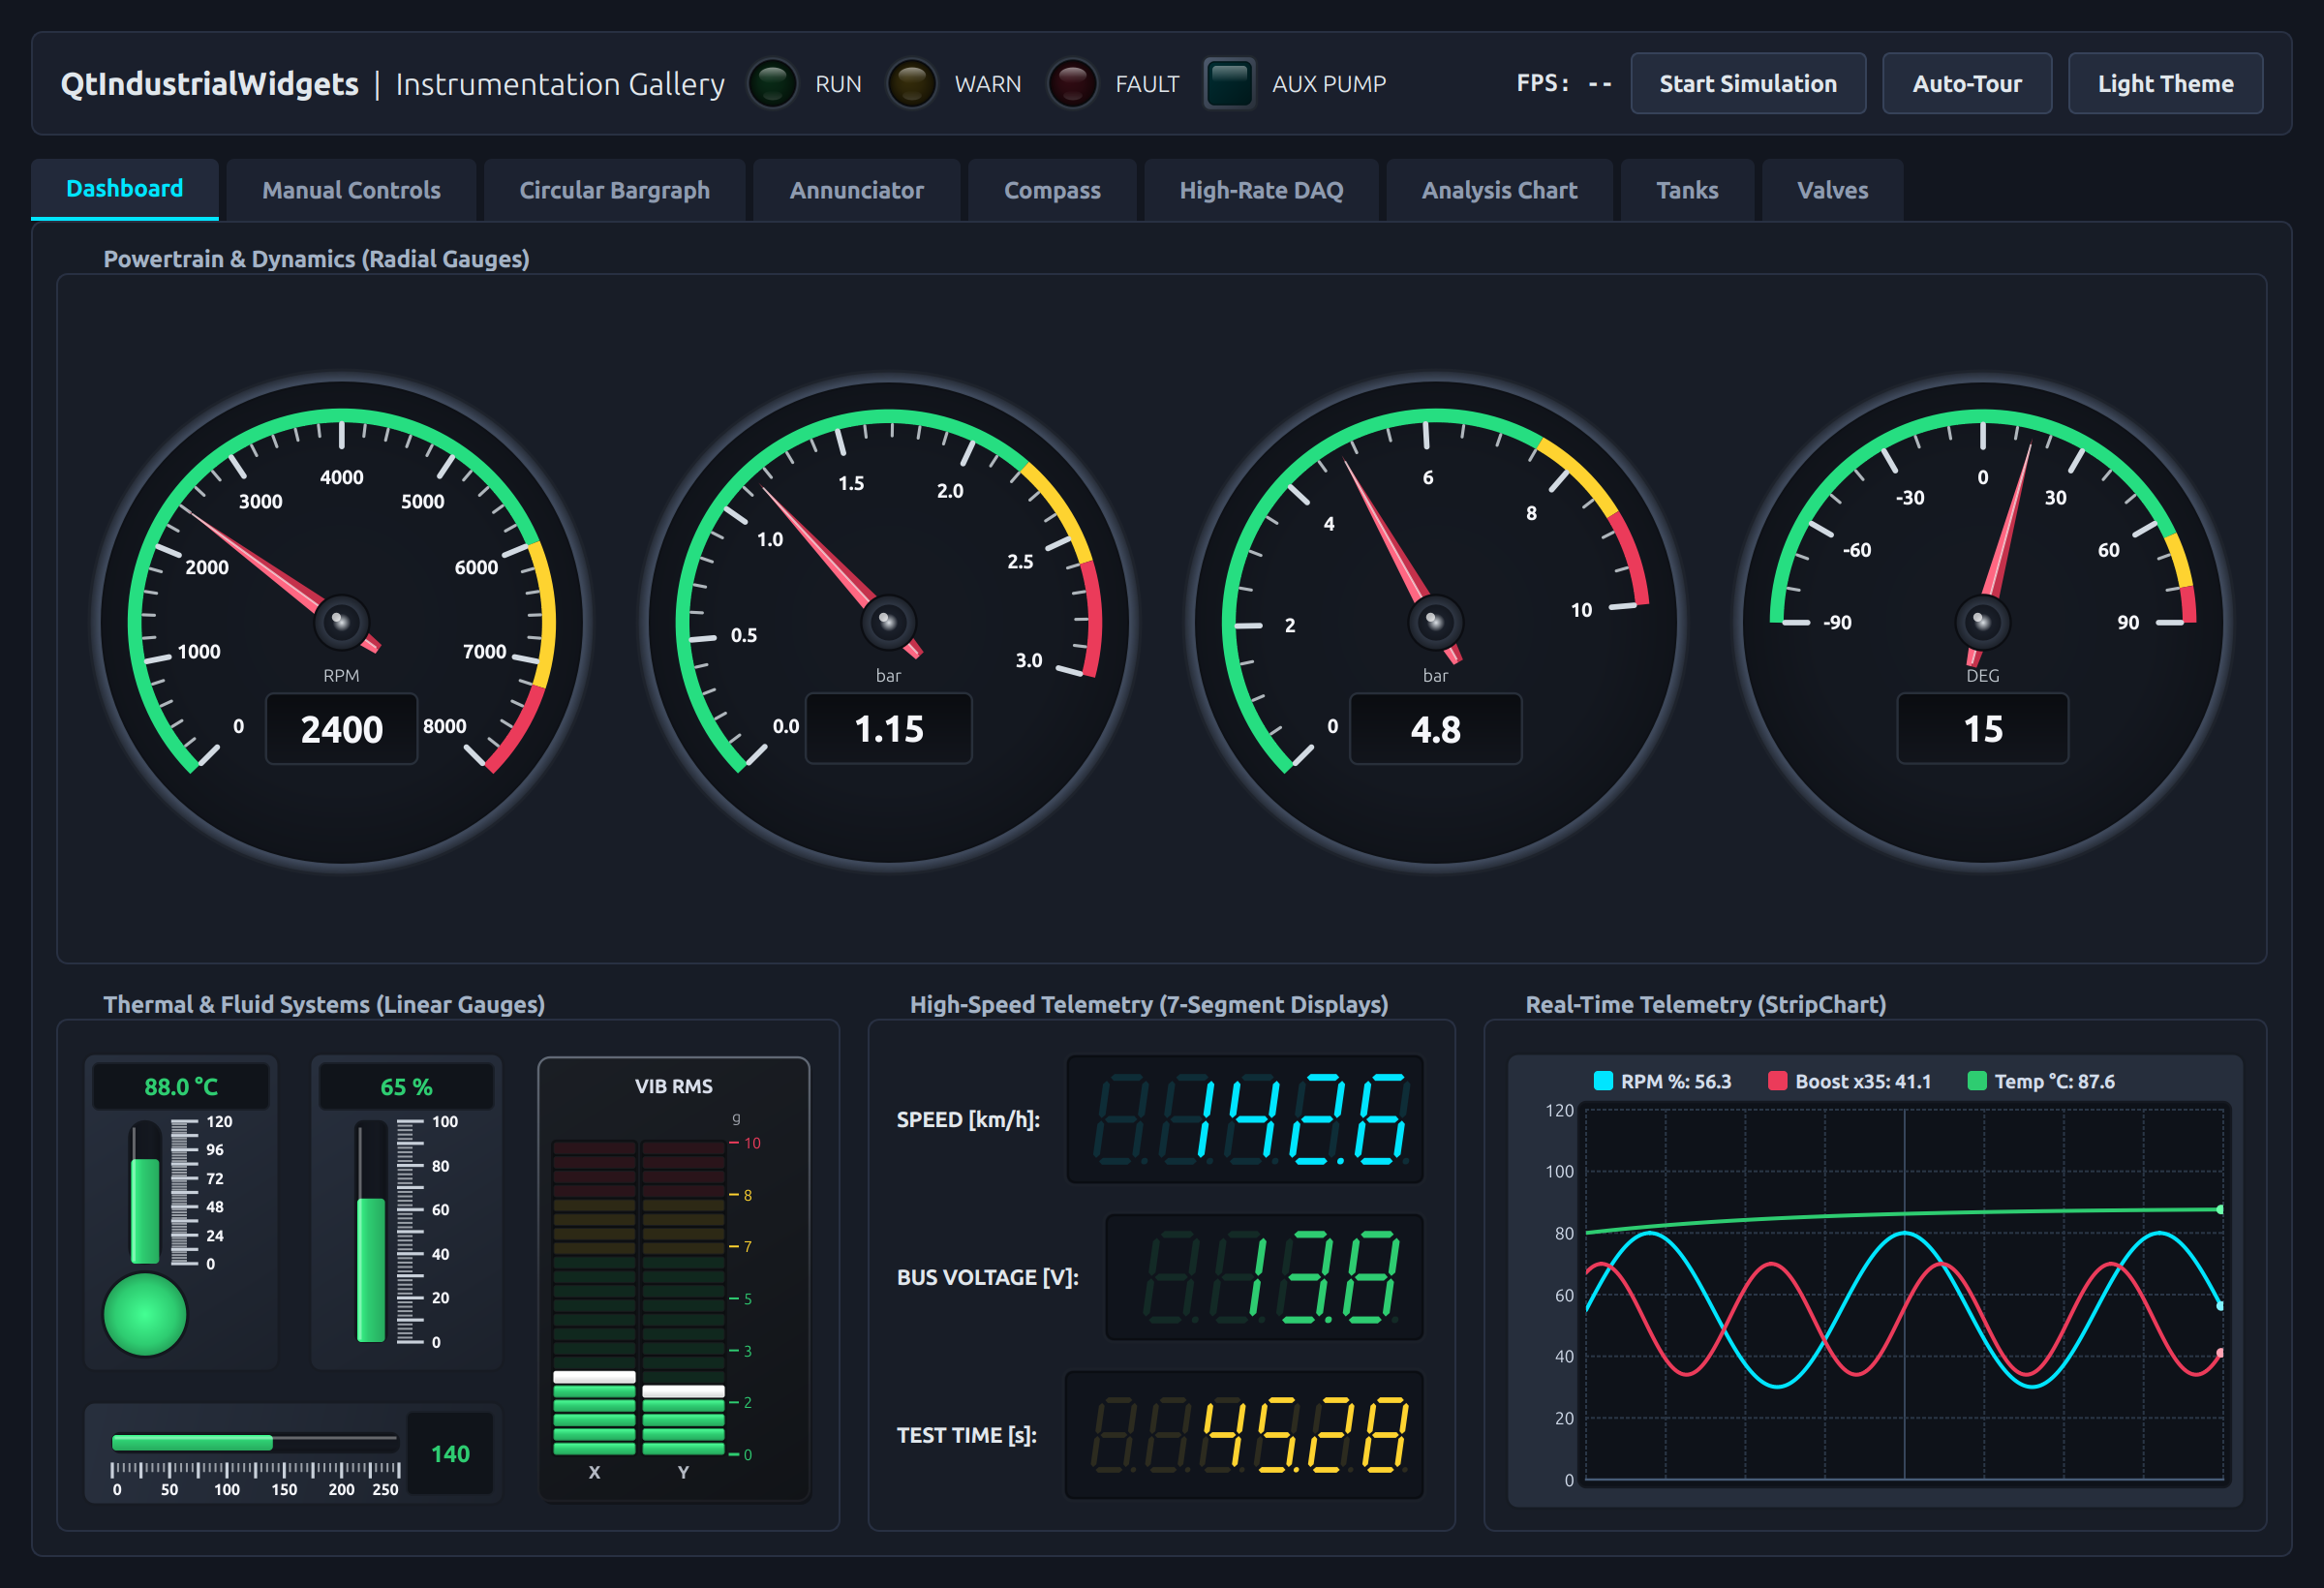 QtIndustrialWidgets | Instrumentation Gallery RUN WARN FAULT AUX PUMP FPS: -- Start Simulation Auto-Tour Light Theme
Dashboard Manual Controls Circular Bargraph Annunciator Compass High-Rate DAQ Analysis Chart Tanks Valves
Powertrain & Dynamics (Radial Gauges)
0 1000 2000 3000 4000 5000 6000 7000 8000
RPM
2400
0.0 0.5 1.0 1.5 2.0 2.5 3.0
bar
1.15
0 2 4 6 8 10
bar
4.8
-90 -60 -30 0 30 60 90
DEG
15
Thermal & Fluid Systems (Linear Gauges)
88.0 °C
120
96
72
48
24
0
65 %
100
80
60
40
20
0
140
0 50 100 150 200 250
VIB RMS
g
10
8
7
5
3
2
0
X Y
High-Speed Telemetry (7-Segment Displays)
SPEED [km/h]: 142.6
BUS VOLTAGE [V]: 13.8
TEST TIME [s]: 45.28
Real-Time Telemetry (StripChart)
RPM %: 56.3 Boost x35: 41.1 Temp °C: 87.6
120
100
80
60
40
20
0